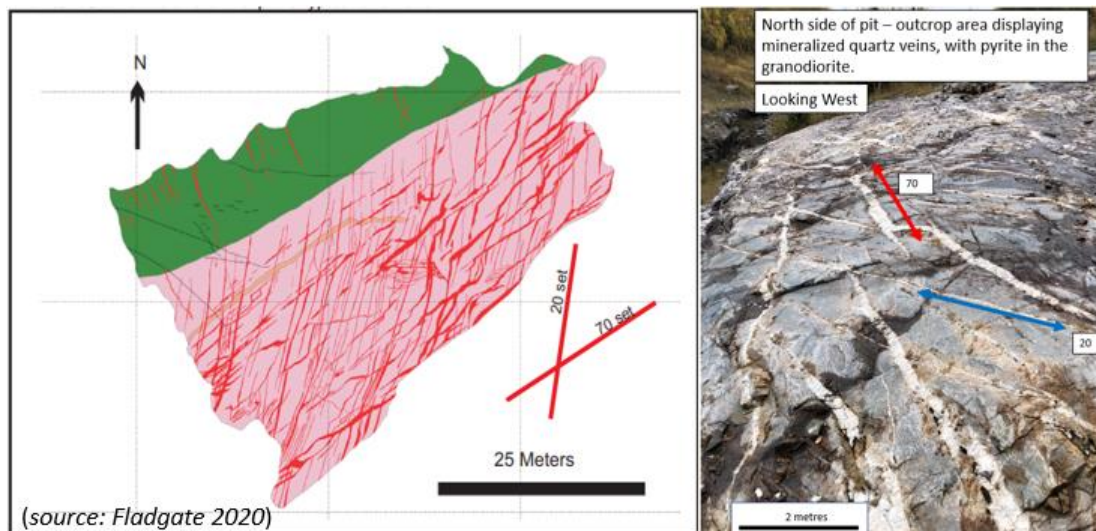 N
20 set
70 set
25 Meters
(source: Fladgate 2020)
North side of pit – outcrop area displaying
mineralized quartz veins, with pyrite in the
granodiorite.
Looking West
70
20
2 metres